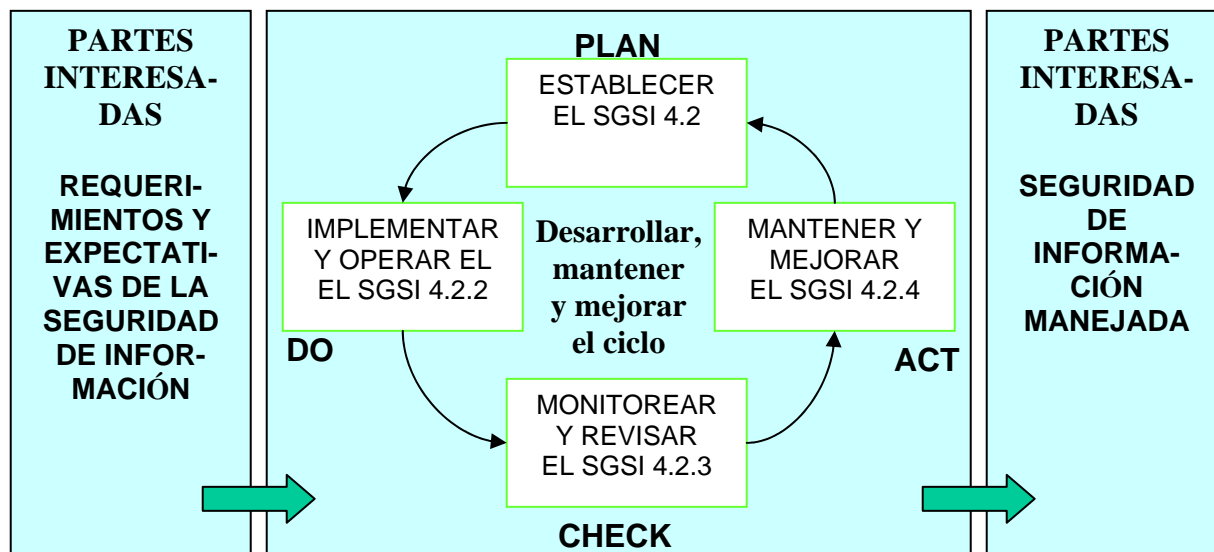 PARTES
INTERESA-
DAS
REQUERI-
MIENTOS Y
EXPECTATI-
VAS DE LA
SEGURIDAD
DE INFOR-
MACIÓN
PLAN
ESTABLECER
EL SGSI 4.2
IMPLEMENTAR
Y OPERAR EL
EL SGSI 4.2.2
DO
Desarrollar,
mantener
y mejorar
el ciclo
MANTENER Y
MEJORAR
EL SGSI 4.2.4
ACT
MONITOREAR
Y REVISAR
EL SGSI 4.2.3
CHECK
PARTES
INTERESA-
DAS
SEGURIDAD
DE
INFORMA-
CIÓN
MANEJADA